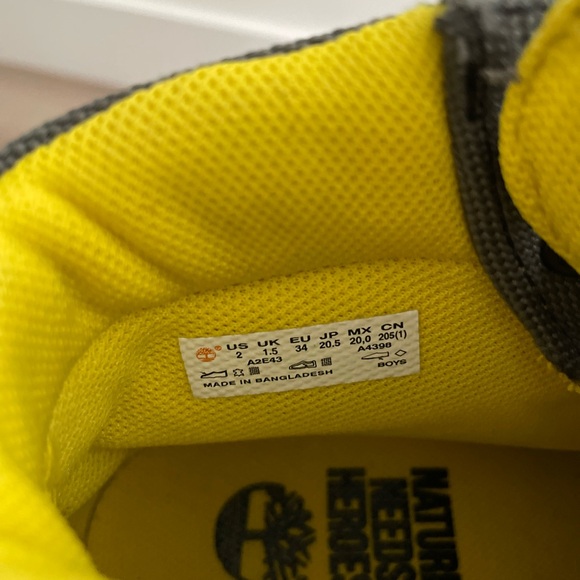 US UK EU JP MX CN
2 1.5 34 20.5 20,0 205(1)
A2E43 A4398
BOYS
MADE IN BANGLADESH
NATURE
NEEDS
HEROES